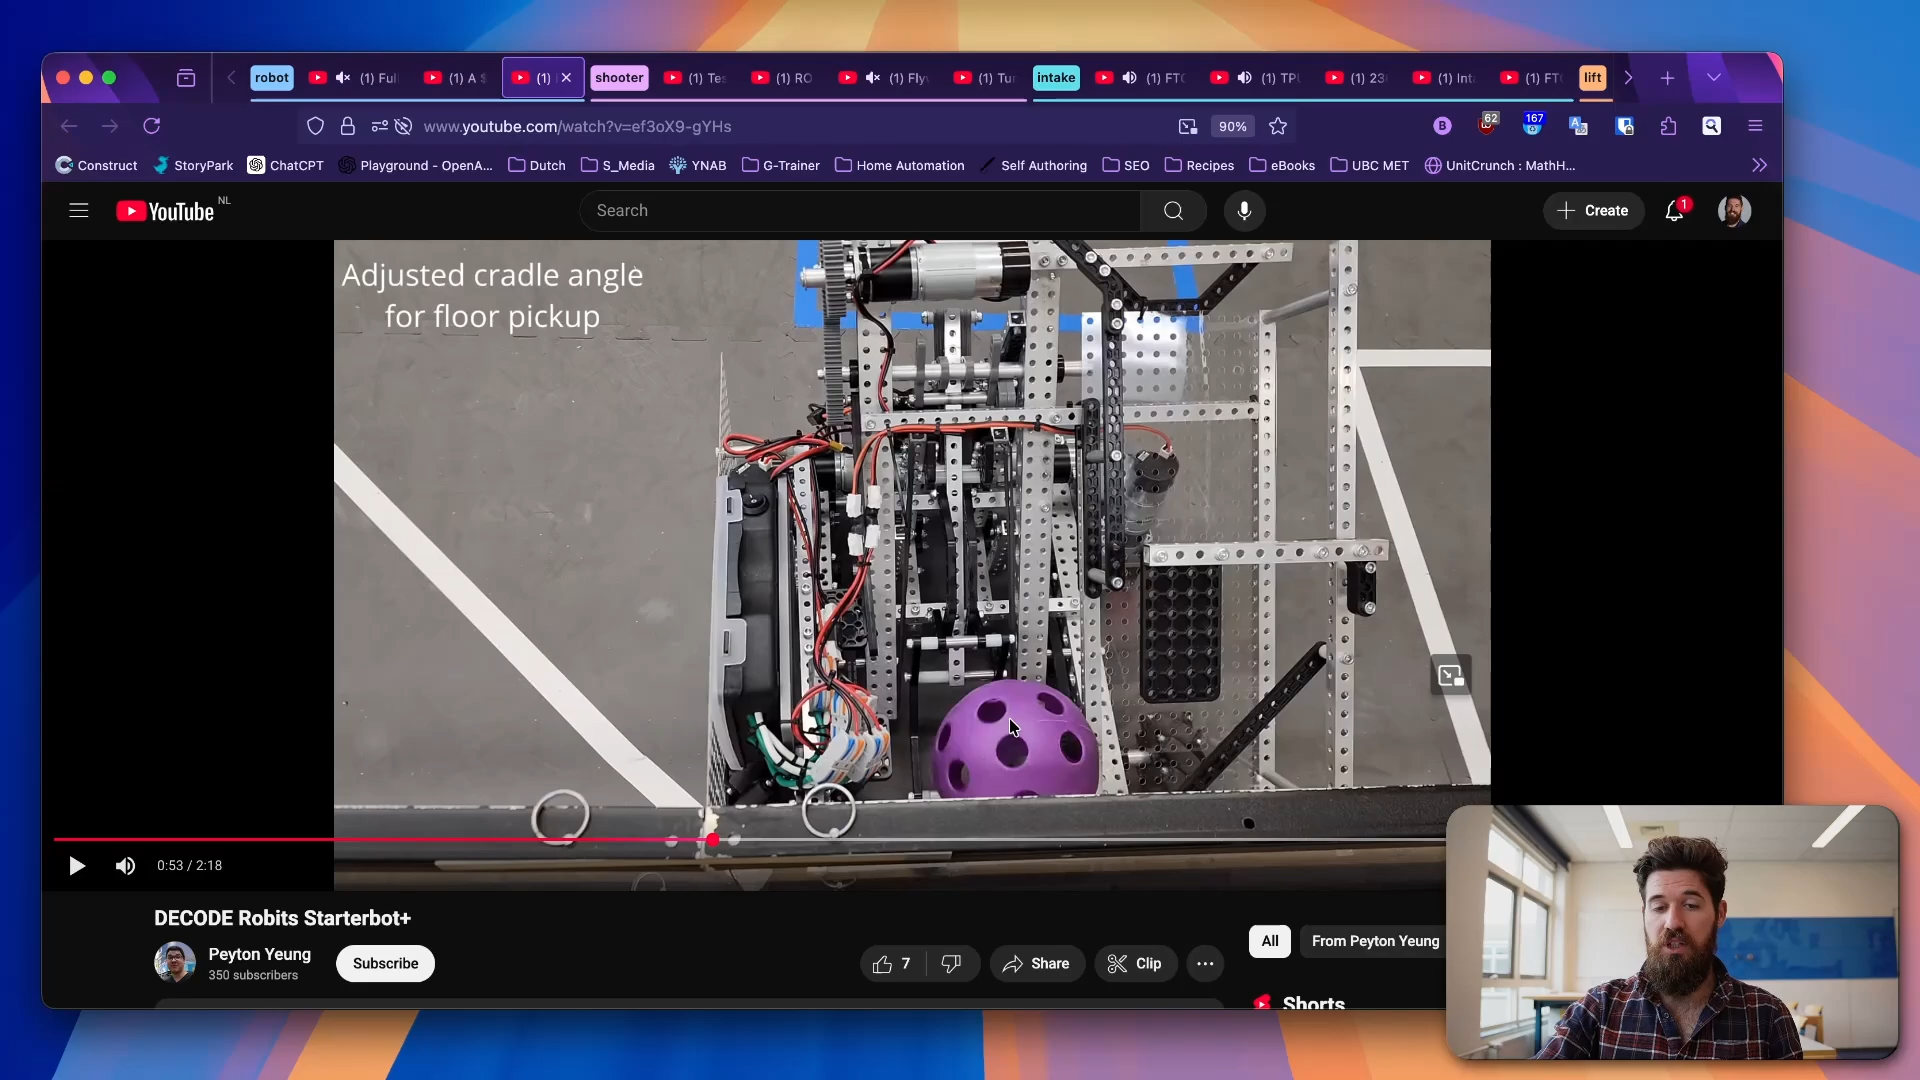 robot
(1) Ful
(1) A S
(1)
shooter
(1) Tes
(1) RO
(1) Fly
(1) Tu
intake
(1) FTC
(1) TPU
(1) 23
(1) Int
(1) FT
lift
www.youtube.com/watch?v=ef3oX9-gYHs
90%
B
62
167
Construct
StoryPark
ChatCPT
Playground - OpenA...
Dutch
S_Media
YNAB
G-Trainer
Home Automation
Self Authoring
SEO
Recipes
eBooks
UBC MET
UnitCrunch : MathH...
YouTube NL
Search
Create
1
Adjusted cradle angle
for floor pickup
0:53 / 2:18
DECODE Robits Starterbot+
Peyton Yeung
350 subscribers
Subscribe
7
Share
Clip
All
From Peyton Yeung
Shorts